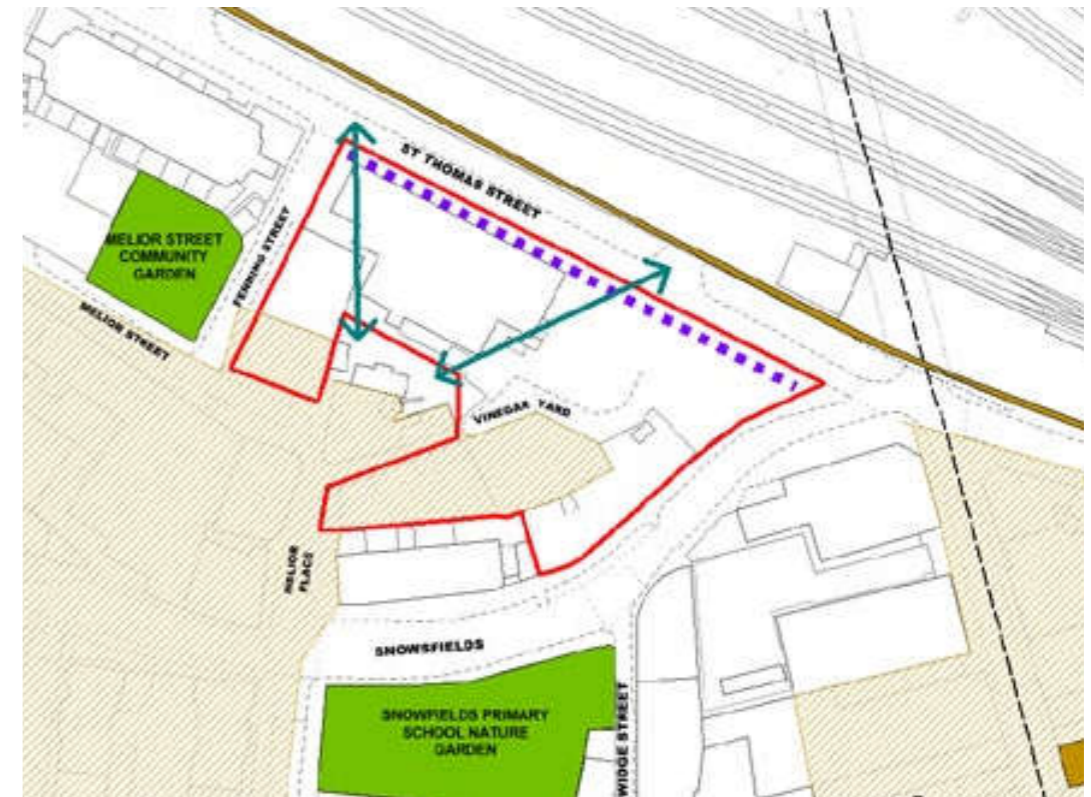 ST THOMAS STREET
MELIOR STREET
COMMUNITY
GARDEN
FENNING STREET
MELIOR STREET
VINEGAR YARD
MELIOR
PLACE
SNOWSFIELDS
SNOWFIELDS PRIMARY
SCHOOL NATURE
GARDEN
WIDGE STREET